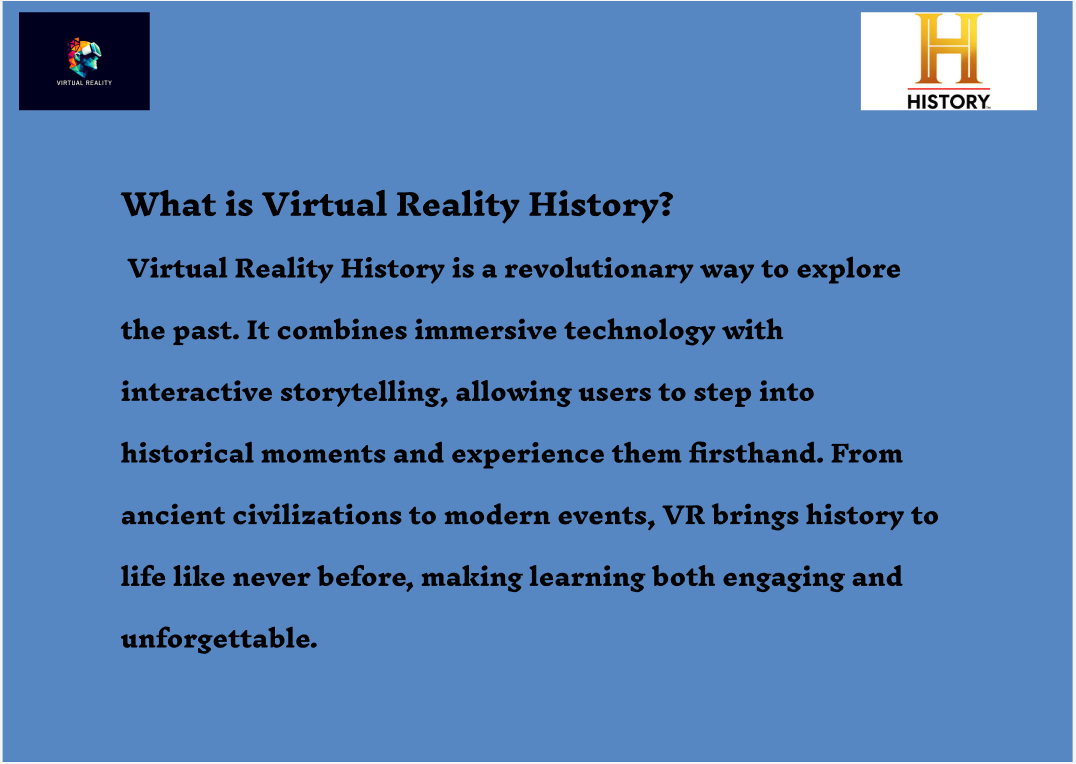 VIRTUAL REALITY
H
HISTORY
What is Virtual Reality History?
Virtual Reality History is a revolutionary way to explore
the past. It combines immersive technology with
interactive storytelling, allowing users to step into
historical moments and experience them firsthand. From
ancient civilizations to modern events, VR brings history to
life like never before, making learning both engaging and
unforgettable.